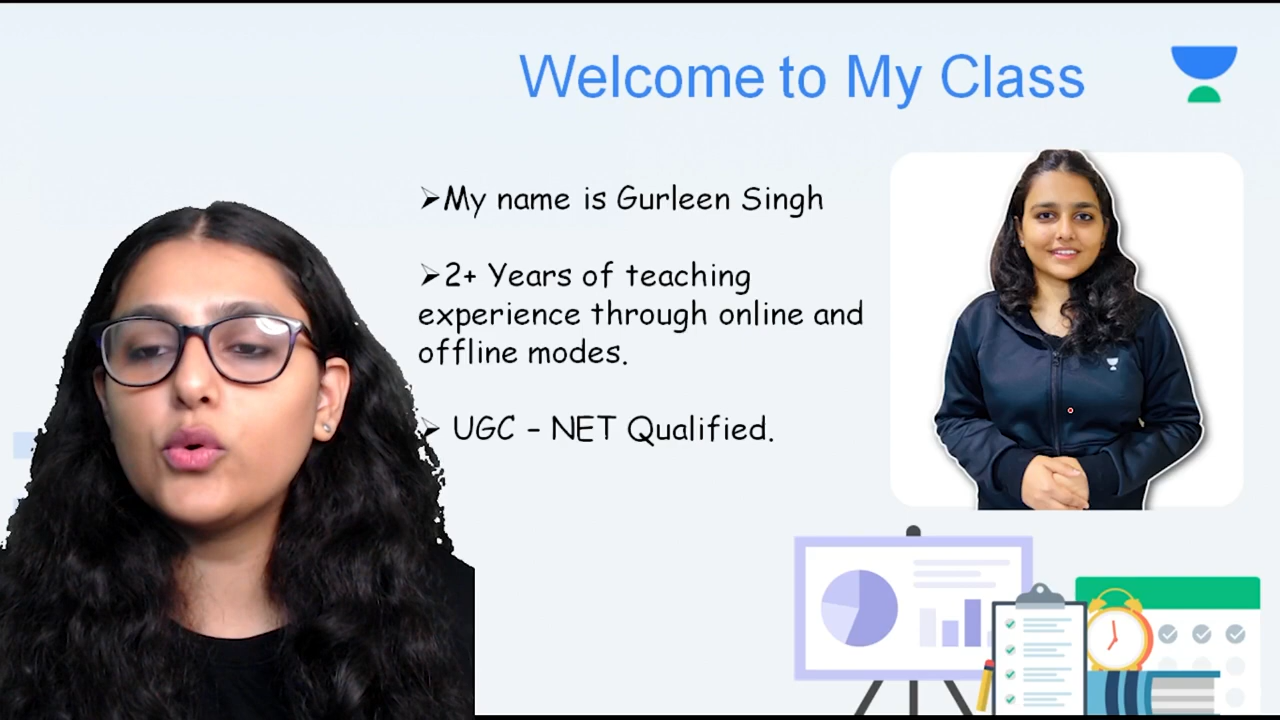 Welcome to My Class
➢My name is Gurleen Singh
➢2+ Years of teaching
experience through online and
offline modes.
➢ UGC – NET Qualified.